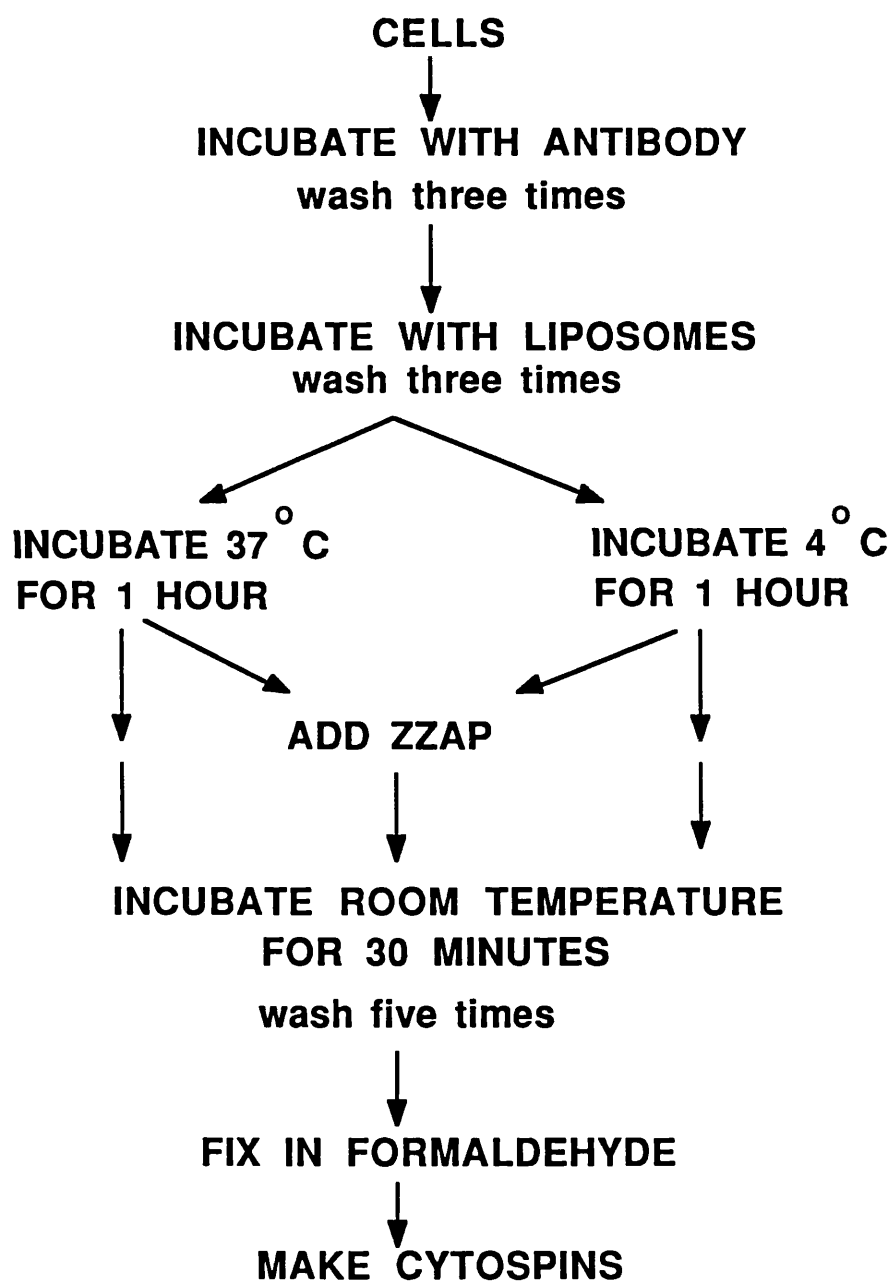 CELLS
INCUBATE WITH ANTIBODY
wash three times
INCUBATE WITH LIPOSOMES
wash three times
INCUBATE 37°C
FOR 1 HOUR
INCUBATE 4°C
FOR 1 HOUR
ADD ZZAP
INCUBATE ROOM TEMPERATURE
FOR 30 MINUTES
wash five times
FIX IN FORMALDEHYDE
MAKE CYTOSPINS